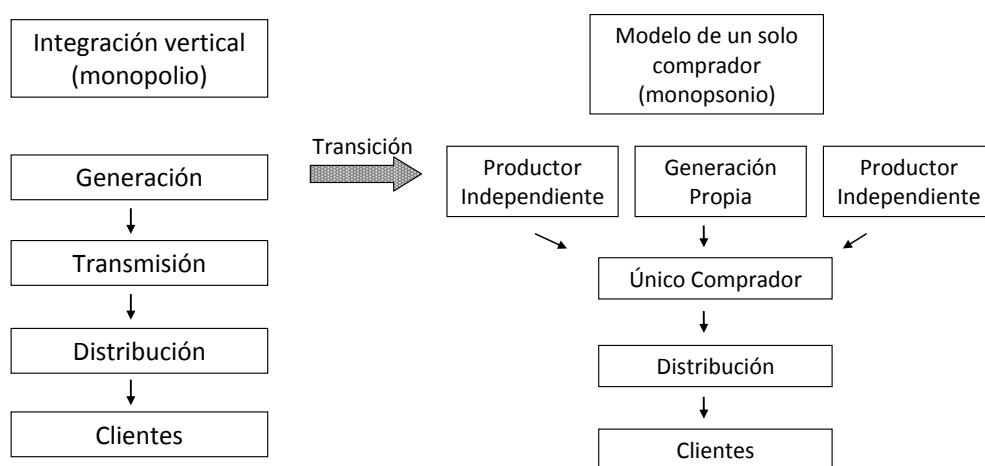 Integración vertical
(monopolio)
Generación
Transmisión
Distribución
Clientes
Transición
Modelo de un solo
comprador
(monopsonio)
Productor
Independiente
Generación
Propia
Productor
Independiente
Único Comprador
Distribución
Clientes